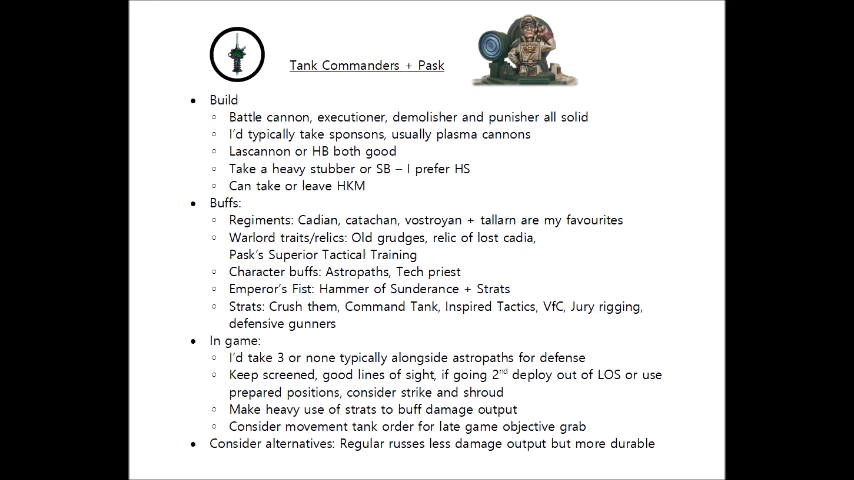 Tank Commanders + Pask
• Build
◦ Battle cannon, executioner, demolisher and punisher all solid
◦ I'd typically take sponsons, usually plasma cannons
◦ Lascannon or HB both good
◦ Take a heavy stubber or SB – I prefer HS
◦ Can take or leave HKM
• Buffs:
◦ Regiments: Cadian, catachan, vostroyan + tallarn are my favourites
◦ Warlord traits/relics: Old grudges, relic of lost cadia,
Pask's Superior Tactical Training
◦ Character buffs: Astropaths, Tech priest
◦ Emperor's Fist: Hammer of Sunderance + Strats
◦ Strats: Crush them, Command Tank, Inspired Tactics, VfC, Jury rigging,
defensive gunners
• In game:
◦ I'd take 3 or none typically alongside astropaths for defense
◦ Keep screened, good lines of sight, if going 2nd deploy out of LOS or use
prepared positions, consider strike and shroud
◦ Make heavy use of strats to buff damage output
◦ Consider movement tank order for late game objective grab
• Consider alternatives: Regular russes less damage output but more durable